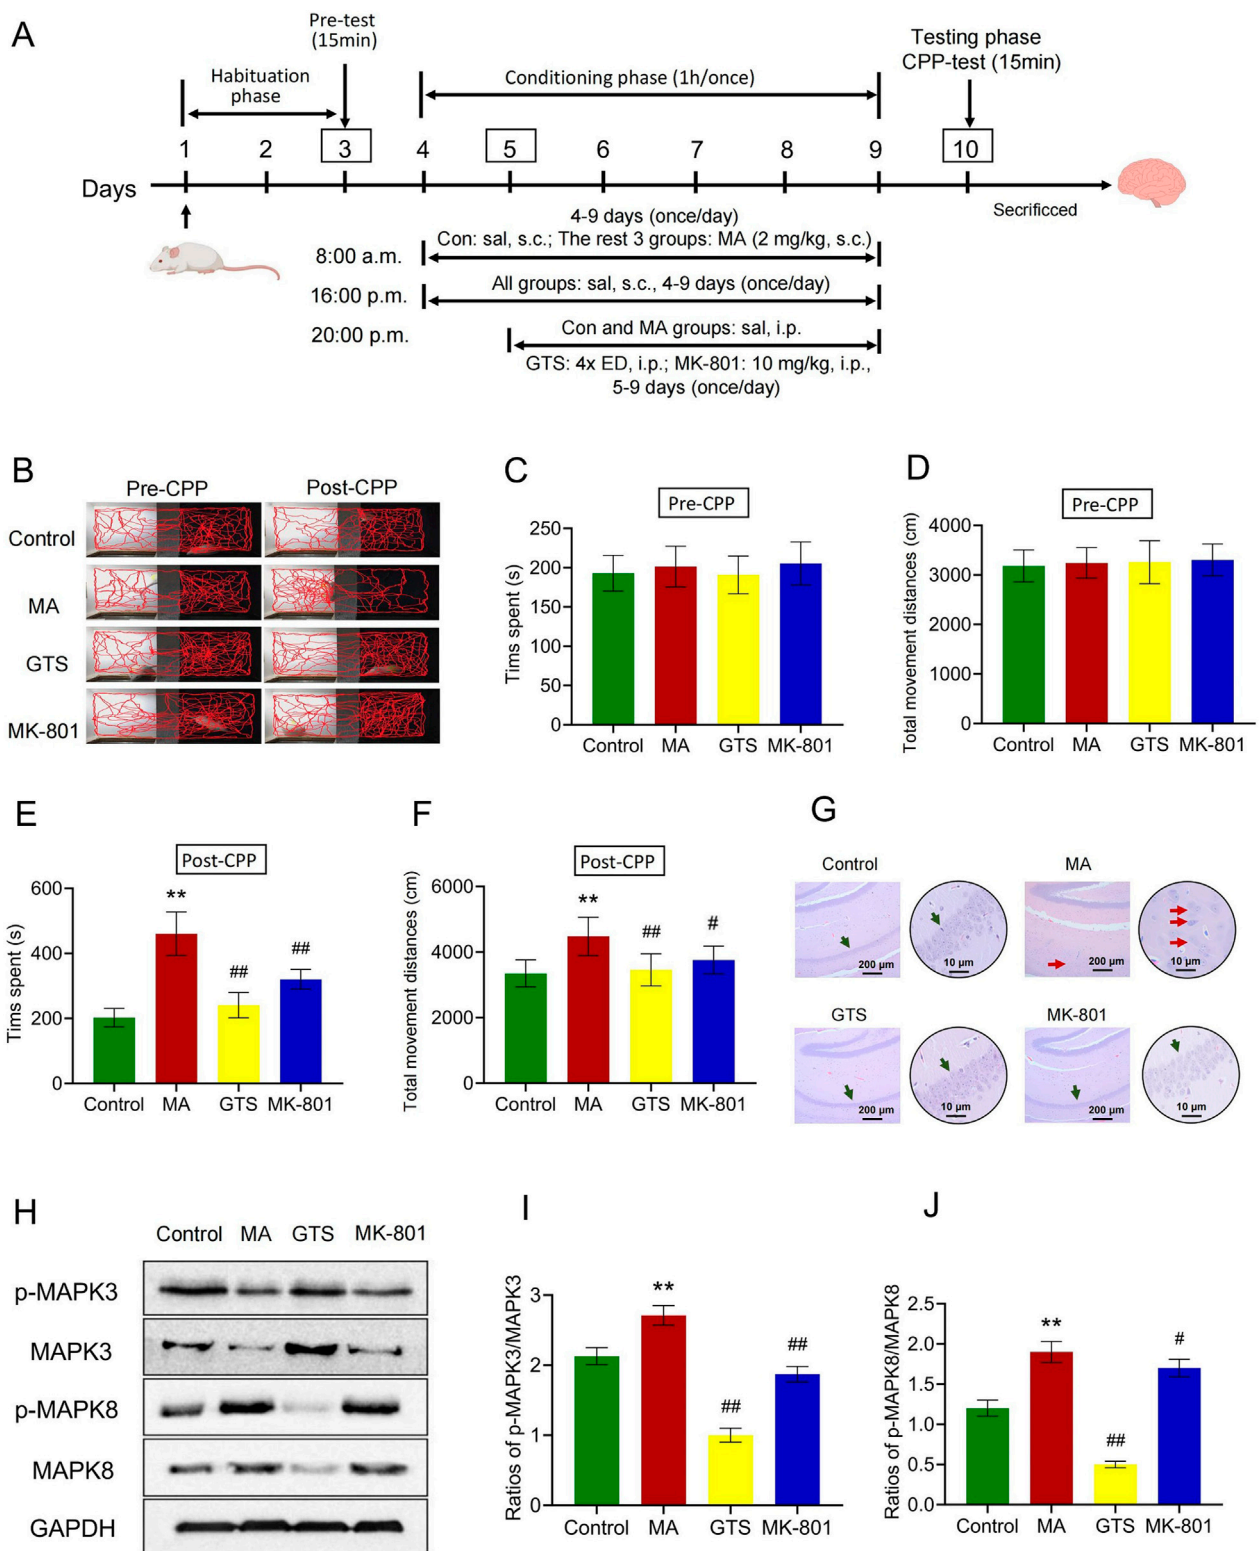 A
Pre-test
(15min)
Habituation
phase
Conditioning phase (1h/once)
Testing phase
CPP-test (15min)
1 2 3 4 5 6 7 8 9 10
Days
Secrificced
4-9 days (once/day)
Con: sal, s.c.; The rest 3 groups: MA (2 mg/kg, s.c.)
8:00 a.m.
All groups: sal, s.c., 4-9 days (once/day)
16:00 p.m.
20:00 p.m.
Con and MA groups: sal, i.p.
GTS: 4x ED, i.p.; MK-801: 10 mg/kg, i.p.,
5-9 days (once/day)
B
Pre-CPP Post-CPP
Control
MA
GTS
MK-801
C
Pre-CPP
Tims spent (s)
250
200
150
100
50
0
Control MA GTS MK-801
D
Pre-CPP
Total movement distances (cm)
4000
3000
2000
1000
0
Control MA GTS MK-801
E
Post-CPP
Tims spent (s)
600
400
200
0
**
##
##
Control MA GTS MK-801
F
Post-CPP
Total movement distances (cm)
6000
4000
2000
0
**
##
#
Control MA GTS MK-801
G
Control MA
200 μm 10 μm 200 μm 10 μm
GTS MK-801
200 μm 10 μm 200 μm 10 μm
H
Control MA GTS MK-801
p-MAPK3
MAPK3
p-MAPK8
MAPK8
GAPDH
I
Ratios of p-MAPK3/MAPK3
3
2
1
0
**
##
##
Control MA GTS MK-801
J
Ratios of p-MAPK8/MAPK8
2.5
2.0
1.5
1.0
0.5
0.0
**
##
#
Control MA GTS MK-801